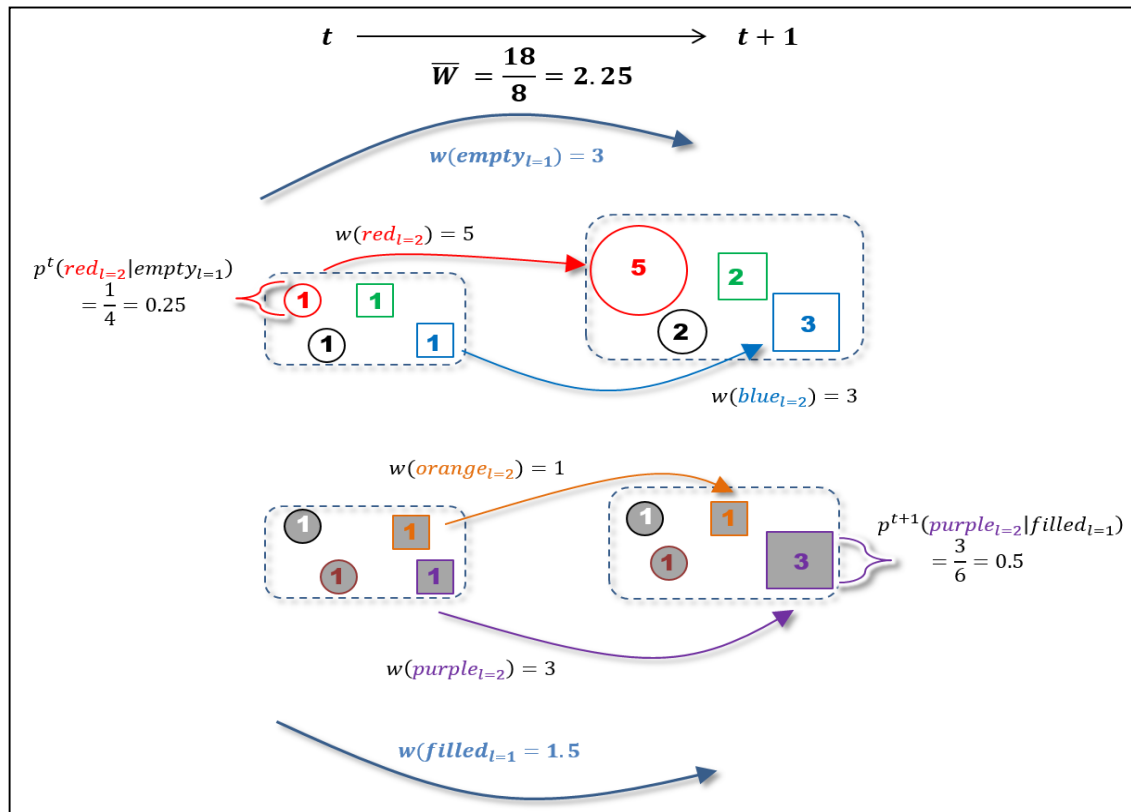 t → t + 1
W̅ = 18/8 = 2.25
w(empty_{l=1}) = 3
w(red_{l=2}) = 5
p^t(red_{l=2}|empty_{l=1})
= 1/4 = 0.25
1 1
1 1
5 2
2 3
w(blue_{l=2}) = 3
w(orange_{l=2}) = 1
1 1
1 1
1 1
1 3
p^{t+1}(purple_{l=2}|filled_{l=1})
= 3/6 = 0.5
w(purple_{l=2}) = 3
w(filled_{l=1} = 1.5